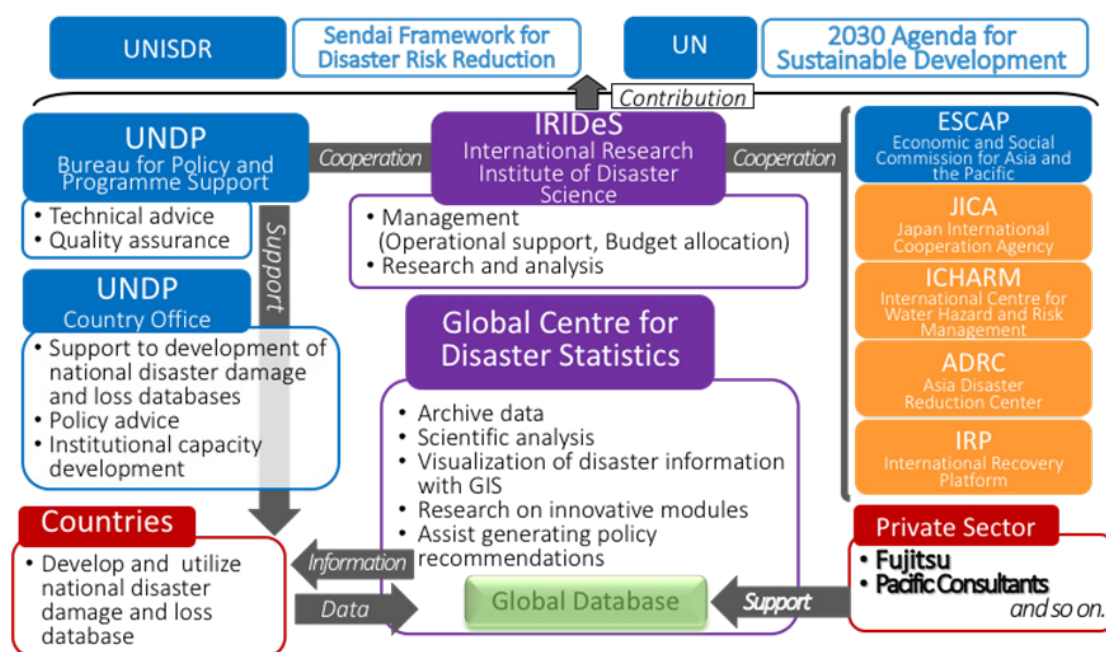 UNISDR
Sendai Framework for
Disaster Risk Reduction
UN
2030 Agenda for
Sustainable Development
Contribution
UNDP
Bureau for Policy and
Programme Support
• Technical advice
• Quality assurance
Cooperation
IRIDeS
International Research
Institute of Disaster
Science
• Management
(Operational support, Budget allocation)
• Research and analysis
Cooperation
ESCAP
Economic and Social
Commission for Asia and
the Pacific
JICA
Japan International
Cooperation Agency
ICHARM
International Centre for
Water Hazard and Risk
Management
ADRC
Asia Disaster
Reduction Center
IRP
International Recovery
Platform
Support
UNDP
Country Office
• Support to development of
national disaster damage
and loss databases
• Policy advice
• Institutional capacity
development
Global Centre for
Disaster Statistics
• Archive data
• Scientific analysis
• Visualization of disaster information
with GIS
• Research on innovative modules
• Assist generating policy
recommendations
Global Database
Countries
• Develop and utilize
national disaster
damage and loss
database
Information
Data
Support
Private Sector
• Fujitsu
• Pacific Consultants
and so on.